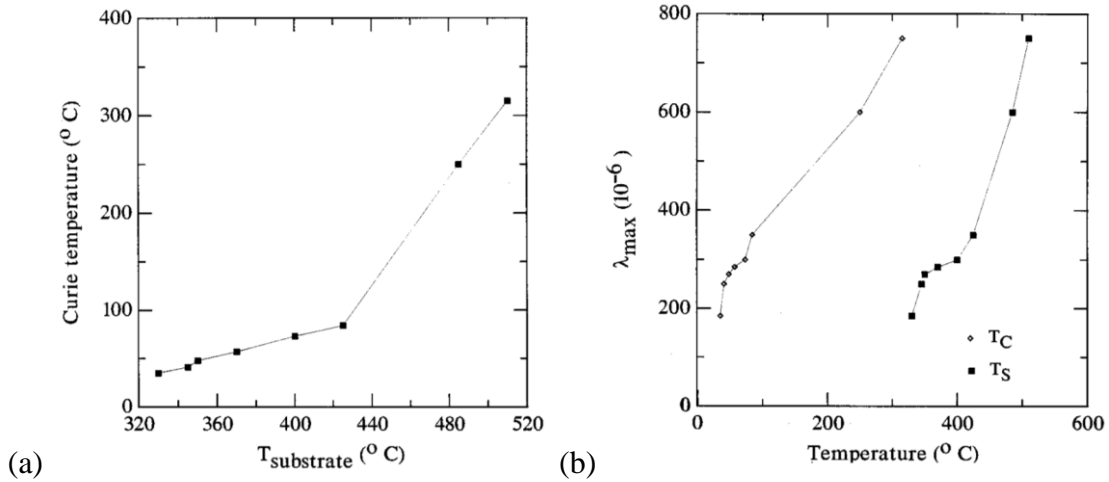 400
300
200
100
0
Curie temperature (° C)
320 360 400 440 480 520
T_substrate (° C)
(a)
800
600
400
200
0
λ_max (10^-6)
T_C
T_S
0 200 400 600
Temperature (° C)
(b)